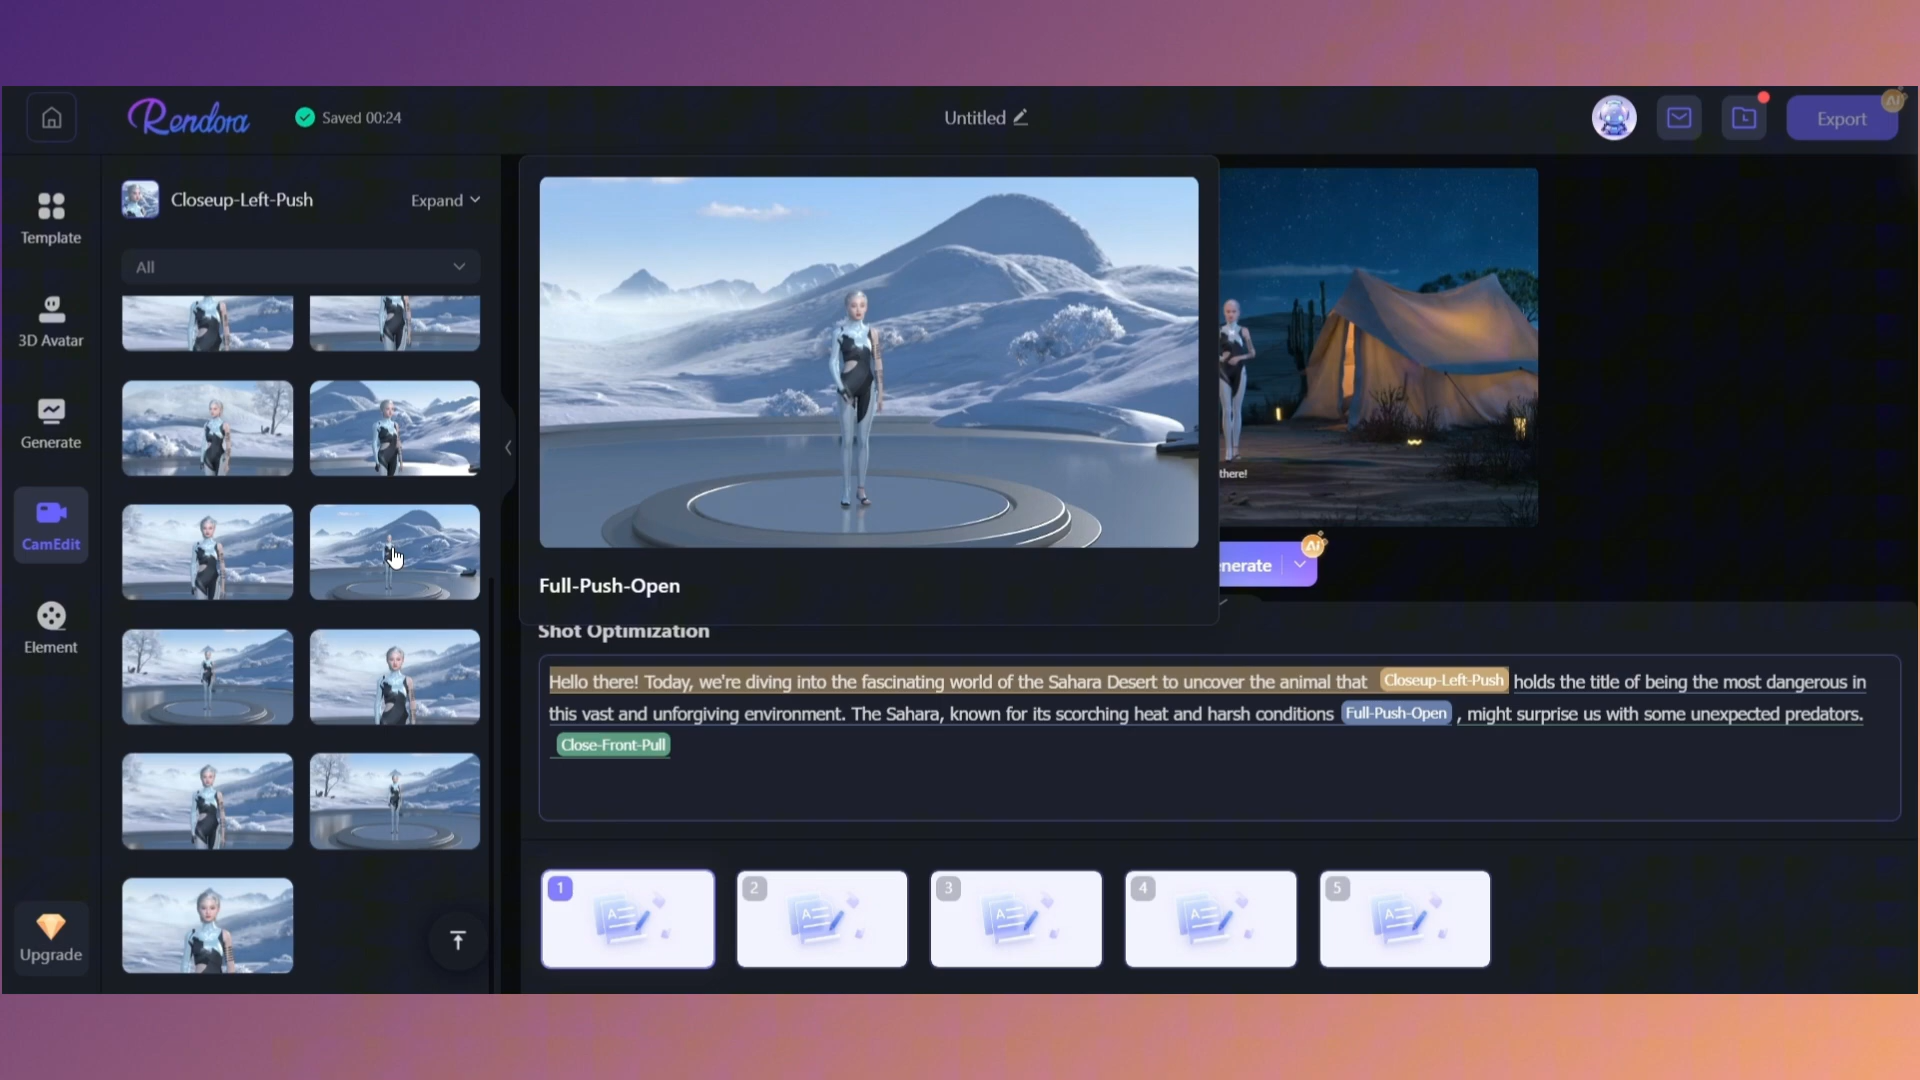 Rendora
Saved 00:24
Untitled
Export
AI
Template
3D Avatar
Generate
CamEdit
Element
Upgrade
Closeup-Left-Push
Expand
All
Full-Push-Open
there!
nerate
AI
Shot Optimization
Hello there! Today, we're diving into the fascinating world of the Sahara Desert to uncover the animal that Closeup-Left-Push holds the title of being the most dangerous in
this vast and unforgiving environment. The Sahara, known for its scorching heat and harsh conditions Full-Push-Open , might surprise us with some unexpected predators.
Close-Front-Pull
1
A
2
A
3
A
4
A
5
A